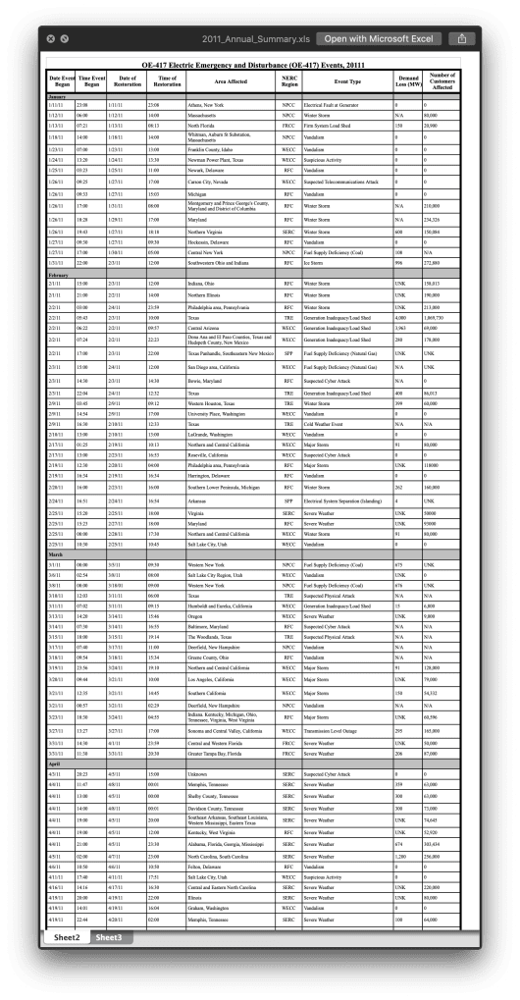 2011_Annual_Summary.xls Open with Microsoft Excel
OE-417 Electric Emergency and Disturbance (OE-417) Events, 20111
Date Event Began Time Event Began Date of Restoration Time of Restoration Area Affected NERC Region Event Type Demand Loss (MW) Number of Customers Affected
January
1/11/11 23:00 1/11/11 23:00 Athens, New York NPCC Electrical Fault at Generator 0 0
1/12/11 06:00 1/12/11 14:00 Massachusetts NPCC Winter Storm N/A 80,000
1/13/11 07:21 1/13/11 08:13 North Florida FRCC Firm System Load Shed 150 20,900
1/18/11 14:00 1/18/11 14:00 Whitman, Auburn St Substation, Massachusetts NPCC Vandalism 0 0
1/23/11 13:00 Franklin County, Idaho WECC Vandalism 0 0
1/24/11 13:20 1/24/11 13:30 Newman Power Plant, Texas WECC Suspicious Activity 0 0
1/25/11 03:23 1/25/11 11:00 Newark, Delaware RFC Vandalism 0 0
1/26/11 09:25 1/27/11 17:00 Carson City, Nevada WECC Suspected Telecommunications Attack 0 0
1/26/11 09:33 1/27/11 15:03 Michigan RFC Vandalism 0 0
1/26/11 17:00 1/31/11 08:00 Montgomery and Prince George's County, Maryland and District of Columbia RFC Winter Storm N/A 210,000
1/26/11 18:28 1/29/11 17:00 Maryland RFC Winter Storm N/A 234,326
1/26/11 19:43 1/27/11 18:18 Northern Virginia SERC Winter Storm 600 150,084
1/27/11 09:30 1/27/11 09:30 Hockessin, Delaware RFC Vandalism 0 0
1/27/11 17:00 1/30/11 05:00 Central New York NPCC Fuel Supply Deficiency (Coal) 108 N/A
1/31/11 22:00 2/3/11 12:00 Southwestern Ohio and Indiana RFC Ice Storm 996 272,880
February
2/1/11 15:00 2/3/11 12:00 Indiana, Ohio RFC Winter Storm UNK 158,013
2/1/11 21:00 2/2/11 14:00 Northern Illinois RFC Winter Storm UNK 190,000
2/2/11 03:00 2/4/11 23:59 Philadelphia area, Pennsylvania RFC Winter Storm UNK 213,000
2/2/11 05:43 2/3/11 10:00 Texas TRE Generation Inadequacy/Load Shed 4,000 1,069,730
2/2/11 06:22 2/2/11 09:57 Central Arizona WECC Generation Inadequacy/Load Shed 3,963 69,000
2/2/11 07:24 2/2/11 22:23 Dona Ana and El Paso Counties, Texas and Hudspeth County, New Mexico WECC Generation Inadequacy/Load Shed 280 178,000
2/2/11 17:00 2/3/11 22:00 Texas Panhandle, Southeastern New Mexico SPP Fuel Supply Deficiency (Natural Gas) UNK UNK
2/3/11 15:00 2/4/11 12:00 San Diego area, California WECC Fuel Supply Deficiency (Natural Gas) N/A UNK
2/3/11 14:30 2/3/11 14:30 Bowie, Maryland RFC Suspected Cyber Attack N/A 0
2/3/11 22:04 2/4/11 12:32 Texas TRE Generation Inadequacy/Load Shed 400 86,013
2/9/11 03:45 2/9/11 09:12 Western Houston, Texas TRE Winter Storm 399 60,000
2/9/11 14:54 2/9/11 17:00 University Place, Washington WECC Vandalism 0 0
2/9/11 16:30 2/10/11 12:33 Texas TRE Cold Weather Event N/A N/A
2/10/11 13:00 2/10/11 13:00 LaGrande, Washington WECC Vandalism 0 0
2/17/11 01:25 2/19/11 10:13 Northern and Central California WECC Major Storm 91 80,000
2/17/11 13:00 2/23/11 16:55 Roseville, California WECC Suspected Cyber Attack 0 0
2/19/11 12:30 2/20/11 04:00 Philadelphia area, Pennsylvania RFC Major Storm UNK 110000
2/19/11 16:34 2/19/11 16:34 Harrington, Delaware RFC Vandalism 0 0
2/20/11 16:00 2/23/11 16:00 Southern Lower Peninsula, Michigan RFC Winter Storm 262 160,000
2/24/11 16:51 2/24/11 16:54 Arkansas SPP Electrical System Separation (Islanding) 4 UNK
2/25/11 15:20 2/25/11 18:00 Virginia SERC Severe Weather UNK 50000
2/25/11 15:23 2/27/11 18:00 Maryland RFC Severe Weather UNK 95000
2/25/11 08:00 2/20/11 17:30 Northern and Central California WECC Winter Storm 91 80,000
2/25/11 10:30 2/25/11 10:45 Salt Lake City, Utah WECC Vandalism 0 0
March
3/1/11 08:00 3/3/11 09:30 Western New York NPCC Fuel Supply Deficiency (Coal) 675 UNK
3/6/11 02:54 3/8/11 08:00 Salt Lake City Region, Utah WECC Vandalism UNK 0
3/8/11 08:00 09:00 Western New York NPCC Fuel Supply Deficiency (Coal) 676 UNK
3/10/11 12:03 3/11/11 06:00 Texas TRE Suspected Physical Attack N/A N/A
3/11/11 07:02 3/11/11 09:15 Humboldt and Eureka, California WECC Generation Inadequacy/Load Shed 15 6,000
3/13/11 14:20 3/14/11 15:46 Oregon WECC Severe Weather UNK 9,000
3/14/11 07:30 3/14/11 16:55 Baltimore, Maryland RFC Suspected Physical Attack N/A N/A
3/15/11 18:00 3/15/11 19:14 The Woodlands, Texas TRE Suspected Physical Attack N/A N/A
3/17/11 07:40 3/17/11 11:09 Deerfield, New Hampshire NPCC Vandalism N/A N/A
3/18/11 09:54 3/18/11 15:34 Greene County, Ohio RFC Vandalism N/A N/A
3/19/11 23:56 3/24/11 19:10 Northern and Central California WECC Major Storm 91 128,000
3/20/11 09:44 3/21/11 10:00 Los Angeles, California WECC Major Storm UNK 79,000
3/21/11 12:35 3/21/11 14:45 Southern California WECC Major Storm 150 54,332
3/21/11 00:57 3/21/11 02:29 Deerfield, New Hampshire NPCC Vandalism N/A N/A
3/23/11 18:30 3/24/11 04:55 Indiana, Kentucky, Michigan, Ohio, Tennessee, Virginia, West Virginia RFC Major Storm UNK 60,596
3/27/11 13:27 3/27/11 17:00 Sonoma and Central Valley, California WECC Transmission Level Outage 295 165,000
3/31/11 14:30 4/1/11 23:59 Central and Western Florida FRCC Severe Weather UNK 50,000
3/31/11 11:30 3/31/11 20:30 Greater Tampa Bay, Florida FRCC Severe Weather 206 87,000
April
4/3/11 20:23 4/3/11 15:00 Unknown SERC Suspected Cyber Attack 0 0
4/4/11 11:47 4/8/11 00:01 Memphis, Tennessee SERC Severe Weather 359 63,000
4/4/11 13:00 4/5/11 00:00 Shelby County, Tennessee SERC Severe Weather 300 63,000
4/4/11 14:00 4/8/11 00:01 Davidson County, Tennessee SERC Severe Weather 300 73,000
4/4/11 19:00 4/5/11 20:00 Southeast Arkansas, Southeast Louisiana, Western Mississippi, Eastern Texas SERC Severe Weather UNK 74,645
4/4/11 19:00 4/5/11 12:00 Kentucky, West Virginia RFC Severe Weather UNK 52,920
4/4/11 21:00 4/5/11 23:30 Alabama, Florida, Georgia, Mississippi SERC Severe Weather 674 303,434
4/5/11 02:00 4/7/11 23:00 North Carolina, South Carolina SERC Severe Weather 1,200 256,000
4/6/11 10:50 4/6/11 10:50 Felton, Delaware RFC Vandalism 0 0
4/11/11 17:40 4/11/11 17:51 Salt Lake City, Utah WECC Suspicious Activity 0 0
4/16/11 14:16 4/17/11 16:30 Central and Eastern North Carolina SERC Severe Weather UNK 220,000
4/19/11 20:00 4/19/11 22:00 Illinois SERC Severe Weather UNK 80,000
4/19/11 14:01 4/19/11 16:04 Graham, Washington WECC Vandalism 0 0
4/19/11 22:44 4/20/11 02:00 Memphis, Tennessee SERC Severe Weather 100 64,000
Sheet2 Sheet3